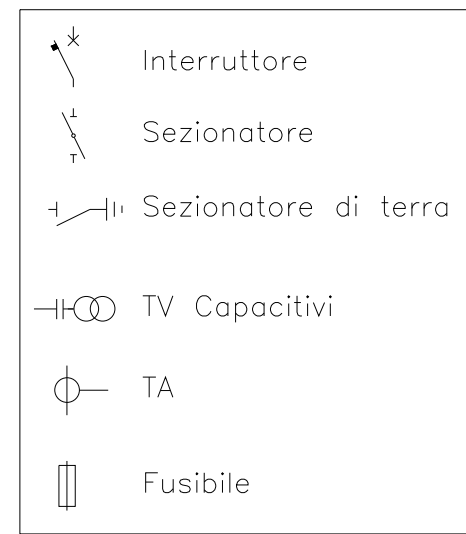 Interruttore
Sezionatore
Sezionatore di terra
TV Capacitivi
TA
Fusibile